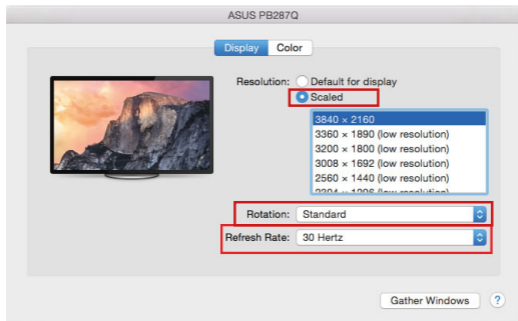 ASUS PB287Q
Display Color
Resolution: Default for display
Scaled
3840 × 2160
3360 × 1890 (low resolution)
3200 × 1800 (low resolution)
3008 × 1692 (low resolution)
2560 × 1440 (low resolution)
Rotation: Standard
Refresh Rate: 30 Hertz
Gather Windows ?